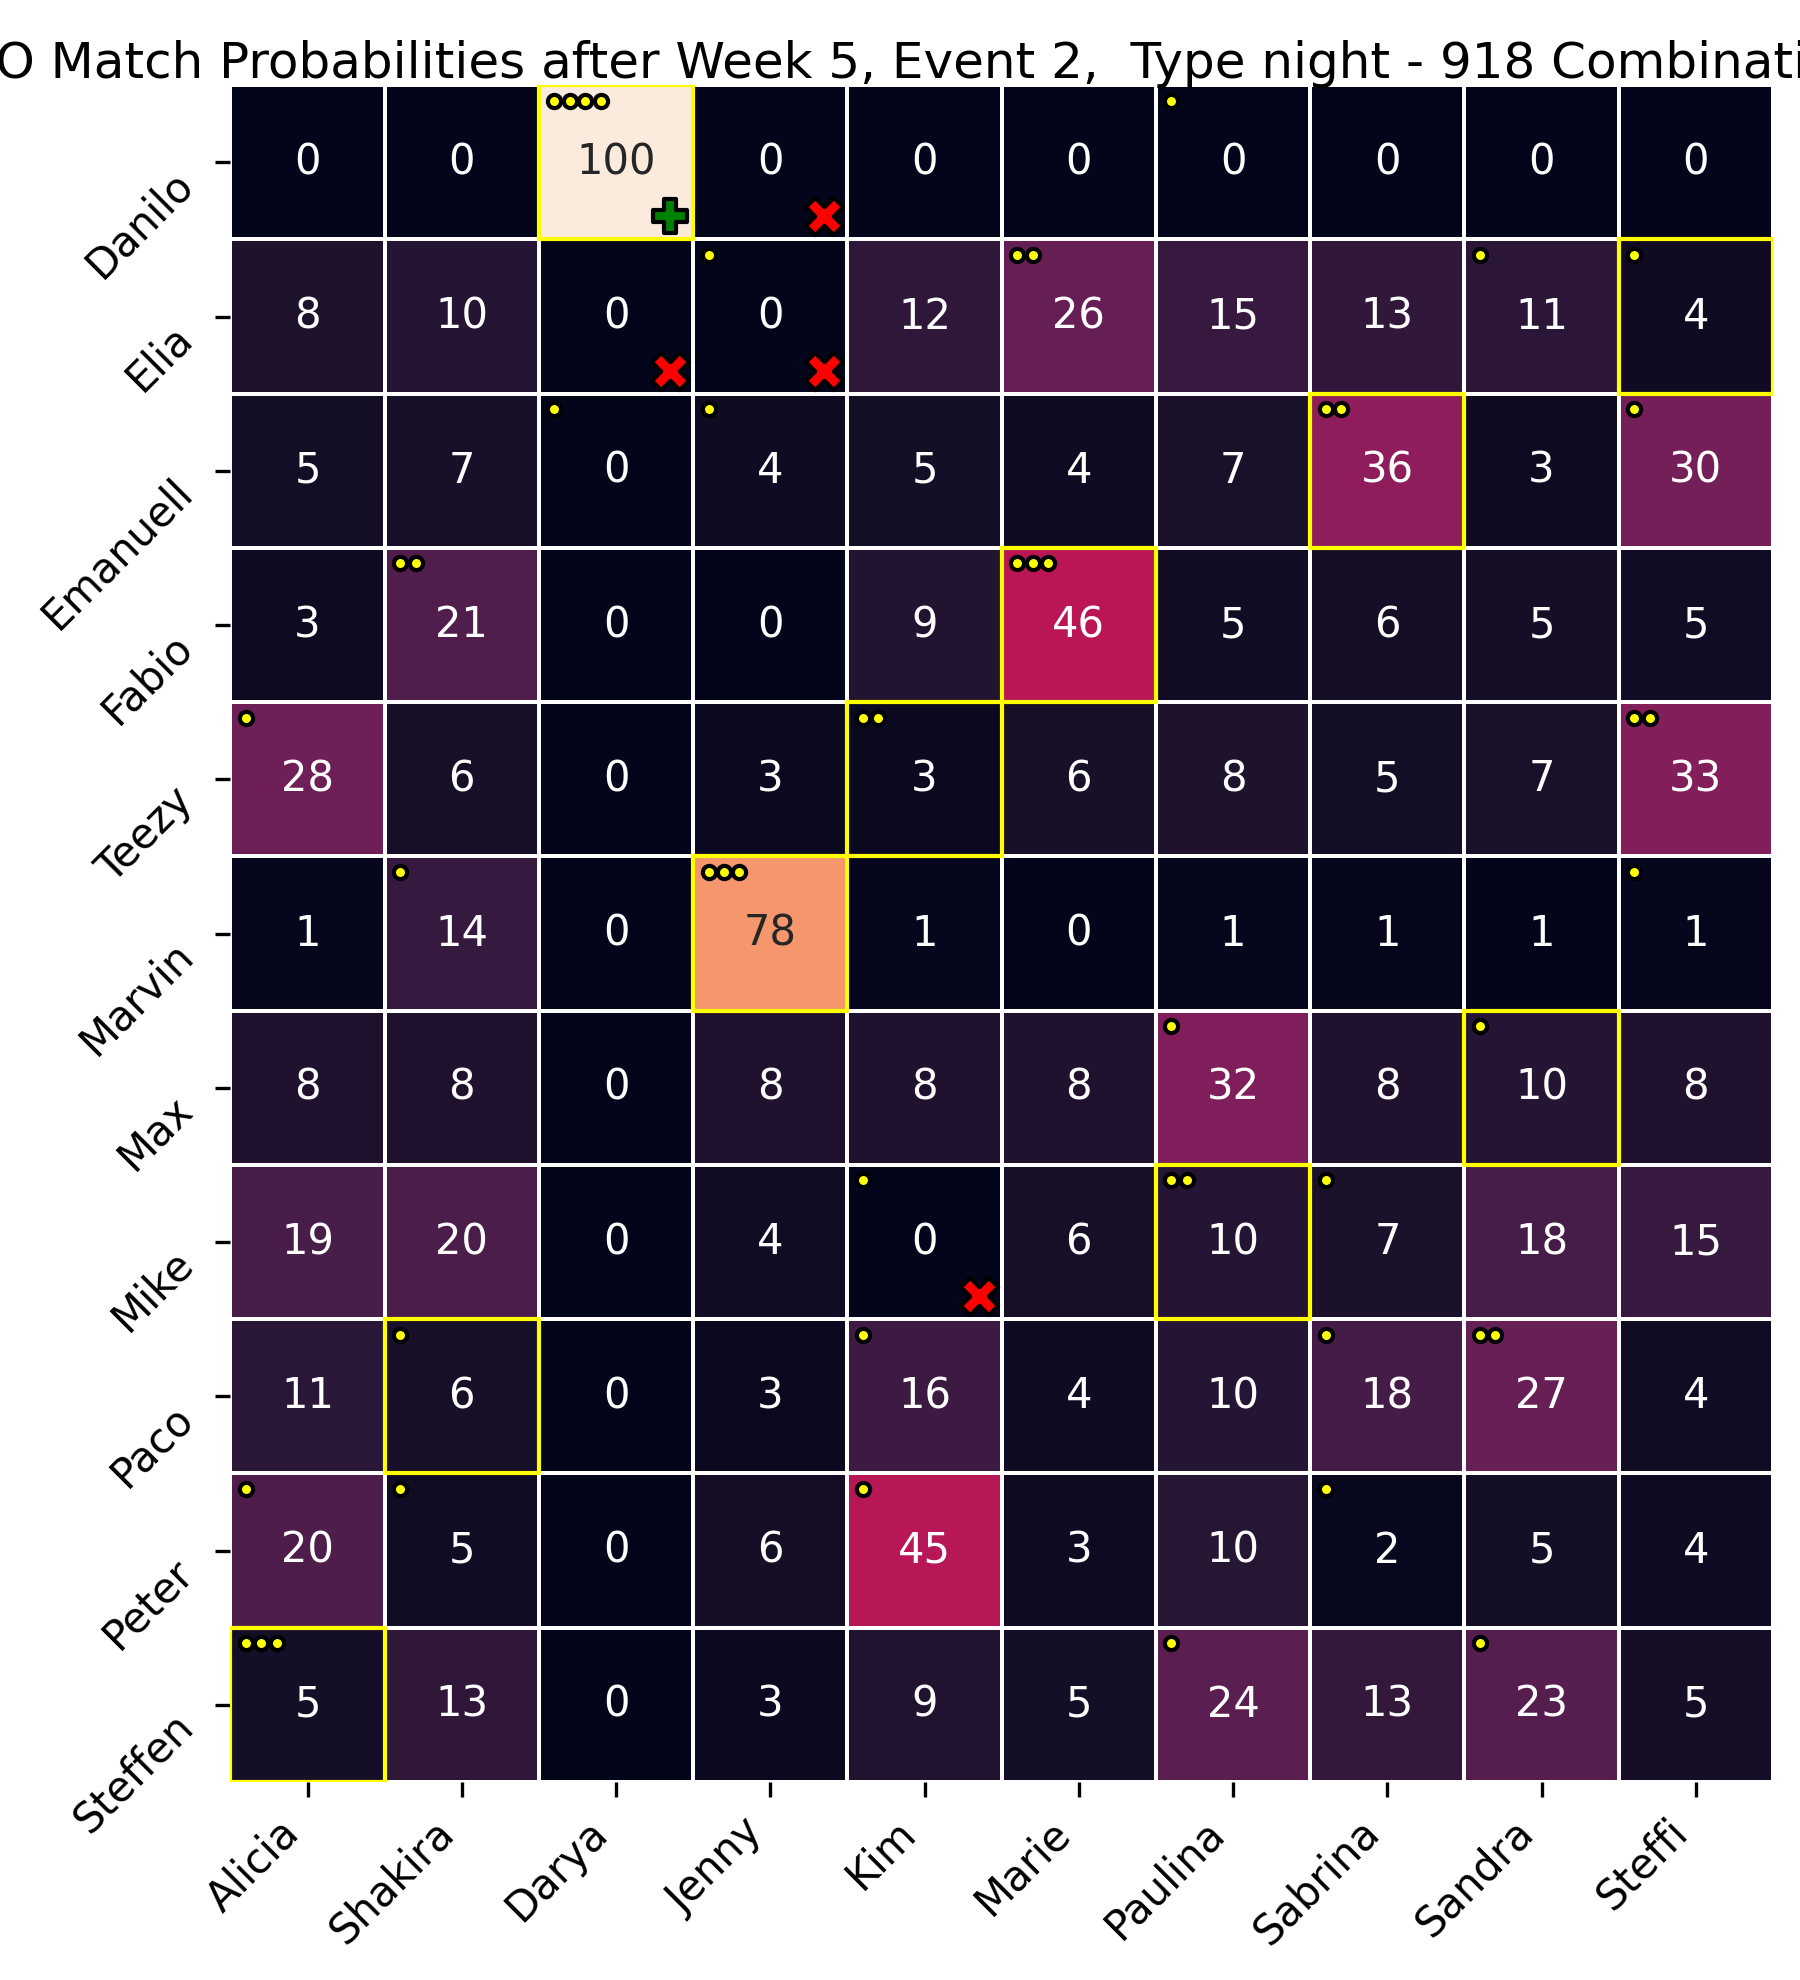 O Match Probabilities after Week 5, Event 2, Type night - 918 Combinati
Danilo 0 0 100 0 0 0 0 0 0 0
Elia 8 10 0 0 12 26 15 13 11 4
Emanuell 5 7 0 4 5 4 7 36 3 30
Fabio 3 21 0 0 9 46 5 6 5 5
Teezy 28 6 0 3 3 6 8 5 7 33
Marvin 1 14 0 78 1 0 1 1 1 1
Max 8 8 0 8 8 8 32 8 10 8
Mike 19 20 0 4 0 6 10 7 18 15
Paco 11 6 0 3 16 4 10 18 27 4
Peter 20 5 0 6 45 3 10 2 5 4
Steffen 5 13 0 3 9 5 24 13 23 5
Alicia Shakira Darya Jenny Kim Marie Paulina Sabrina Sandra Steffi